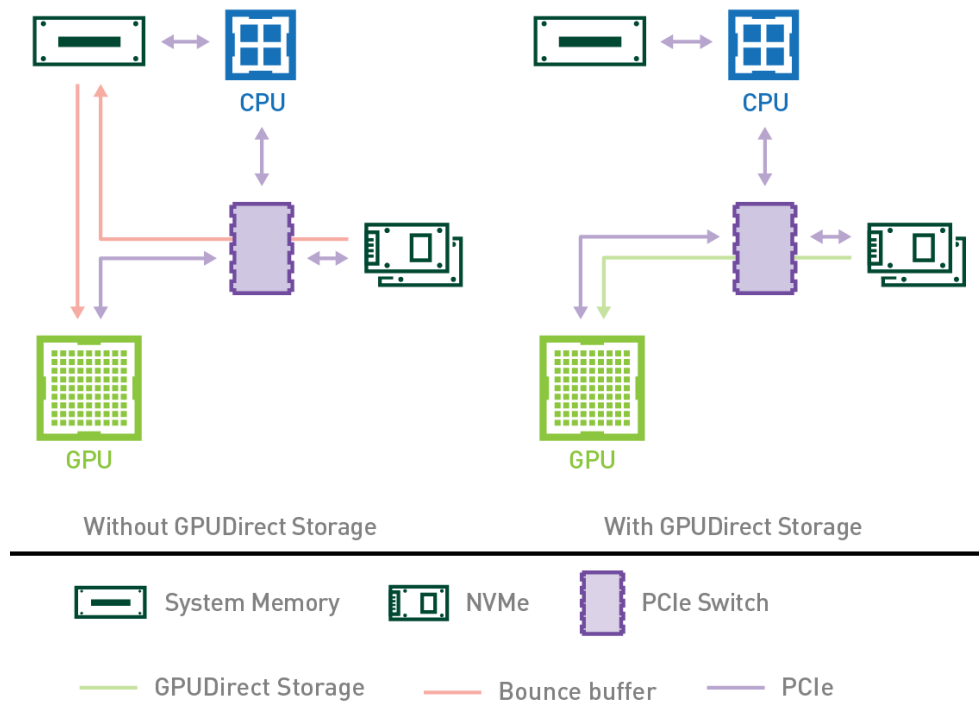 CPU
CPU
GPU
GPU
Without GPUDirect Storage
With GPUDirect Storage
System Memory
NVMe
PCIe Switch
GPUDirect Storage
Bounce buffer
PCIe